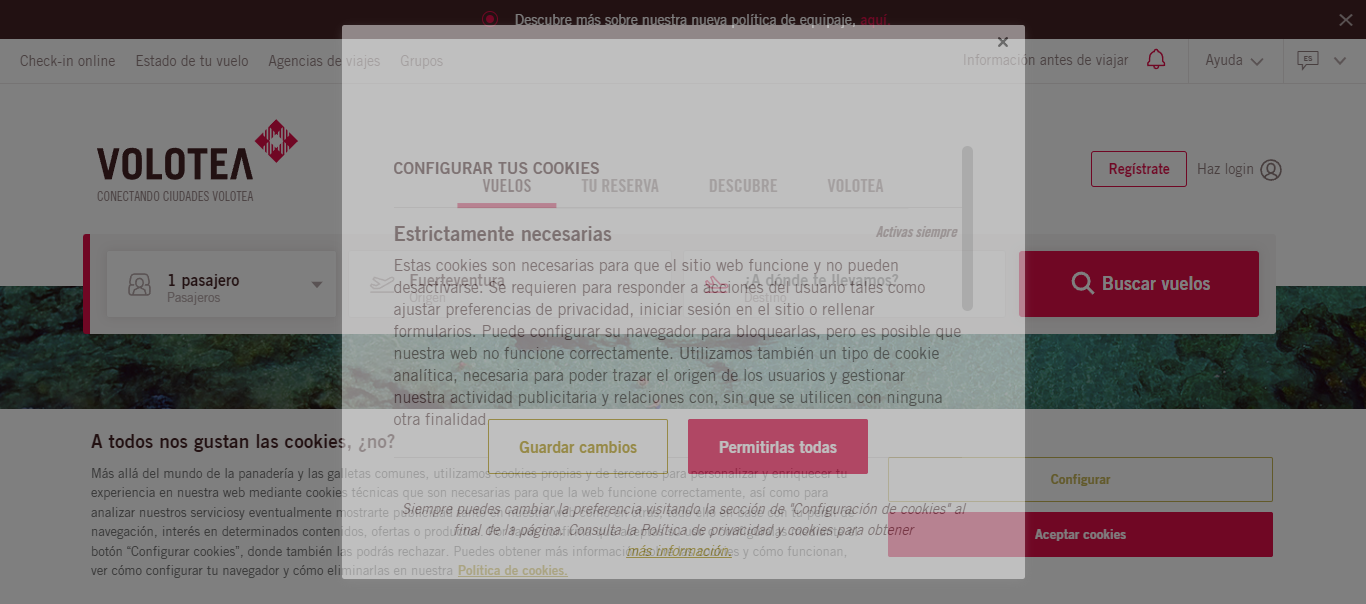 Descubre más sobre nuestra nueva política de equipaje, aquí.
Check-in online Estado de tu vuelo Agencias de viajes Grupos
Información antes de viajar Ayuda ES
VOLOTEA
CONECTANDO CIUDADES VOLOTEA
Regístrate Haz login
CONFIGURAR TUS COOKIES
VUELOS TU RESERVA DESCUBRE VOLOTEA
Estrictamente necesarias Activas siempre
1 pasajero
Pasajeros
Fuerteventura
Origen
¿A dónde te llevamos?
Destino
Buscar vuelos
Estas cookies son necesarias para que el sitio web funcione y no pueden
desactivarse. Se requieren para responder a acciones del usuario tales como
ajustar preferencias de privacidad, iniciar sesión en el sitio o rellenar
formularios. Puede configurar su navegador para bloquearlas, pero es posible que
nuestra web no funcione correctamente. Utilizamos también un tipo de cookie
analítica, necesaria para poder trazar el origen de los usuarios y gestionar
nuestra actividad publicitaria y relaciones con, sin que se utilicen con ninguna
otra finalidad.
Guardar cambios Permitirlas todas
Siempre puedes cambiar la preferencia visitando la sección de "Configuración de cookies" al
final de la página. Consulta la Política de privacidad y cookies para obtener
más información.
A todos nos gustan las cookies, ¿no?
Más allá del mundo de la panadería y las galletas comunes, utilizamos cookies propias y de terceros para personalizar y enriquecer tu
experiencia en nuestra web mediante cookies técnicas que son necesarias para que la web funcione correctamente, así como para
analizar nuestros serviciosy eventualmente mostrarte
navegación, interés en determinados contenidos, ofertas o productos.
botón “Configurar cookies”, donde también las podrás rechazar. Puedes obtener más información sobre las cookies y cómo funcionan,
ver cómo configurar tu navegador y cómo eliminarlas en nuestra Política de cookies.
Configurar
Aceptar cookies